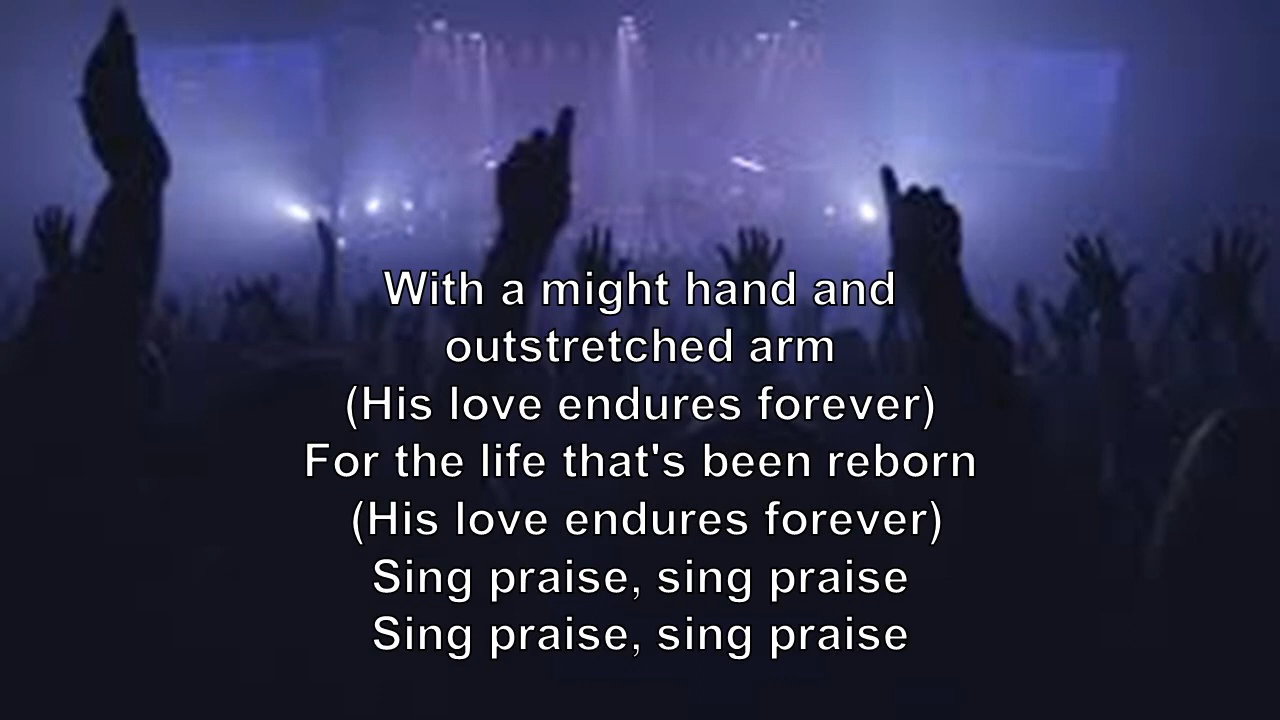 With a might hand and
outstretched arm
(His love endures forever)
For the life that's been reborn
(His love endures forever)
Sing praise, sing praise
Sing praise, sing praise